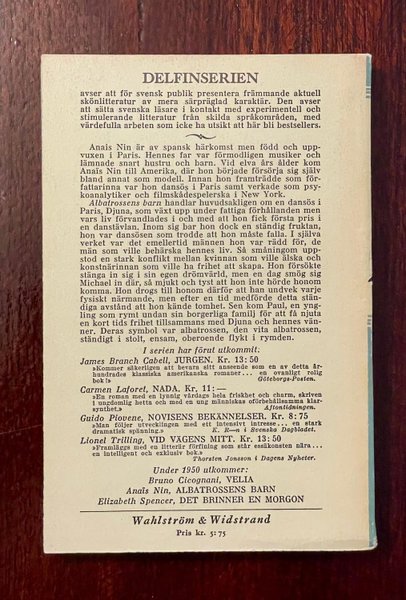 DELFINSERIEN
avser att för svensk publik presentera främmande aktuell
skönlitteratur av mera särpräglad karaktär. Den avser
att sätta svenska läsare i kontakt med experimentell och
stimulerande litteratur från skilda språkområden, med
värdefulla arbeten som icke ha utsikt att här bli bestsellers.
Anaïs Nin är av spansk härkomst men född och upp-
vuxen i Paris. Hennes far var förmodligen musiker och
lämnade snart hustru och barn. Vid elva års ålder kom
Anaïs Nin till Amerika, där hon började försörja sig själv
bland annat som modell. Innan hon framträdde som för-
fattarinna var hon dansös i Paris samt verkade som psy-
koanalytiker och filmskådespelerska i New York.
Albatrossens barn handlar huvudsakligen om en dansös i
Paris, Djuna, som växt upp under fattiga förhållanden men
vars liv förvandlades i och med att hon fick första pris i
en danstävlan. Inom sig bar hon dock en ständig fruktan,
hon var dansösen som trodde att hon måste falla. I själva
verket var det emellertid männen hon var rädd för, de
män som ville behärska hennes liv. Så småningom upp-
stod en stark konflikt mellan kvinnan som ville älska och
konstnärinnan som ville ha frihet att skapa. Hon försökte
stänga in sig i sin egen drömvärld, men en dag smög sig
Michael in där, så mjukt och tyst att hon inte hörde honom
komma. Hon drogs till honom därför att han undvek varje
fysiskt närmande, men efter en tid medförde detta stän-
diga avstånd att hon kände tomhet. Sen kom Paul, en yng-
ling som rymt undan sin borgerliga familj för att få njuta
en kort tids frihet tillsammans med Djuna och hennes vän-
ner. Deras symbol var albatrossen, den vita albatrossen,
ständigt i stolt, ensam, oberoende flykt i rymden.
I serien har förut utkommit:
James Branch Cabell, JURGEN. Kr. 13: 50
»Kommer säkerligen att bevara sitt anseende som en av detta år-
hundrades klassiska amerikanska romaner... en ovanligt rolig
bok!» Göteborgs-Posten.
Carmen Laforet, NADA. Kr. 11: —
»En roman med en lynnig vårdags hela friskhet och charm, skriven
i ungdomlig hetta och med en ung människas oförbehållsamma klar-
synthet.» Aftontidningen.
Guido Piovene, NOVISENS BEKÄNNELSER. Kr. 8: 75
»Man följer utvecklingen med ett intensivt intresse... en stark
dramatisk spänning.» K. R—n i Svenska Dagbladet.
Lionel Trilling, VID VÄGENS MITT. Kr. 13: 50
»Framläggs med en litterär förfining som står essäkonsten nära...
en intelligent och exklusiv bok.»
Thorsten Jonsson i Dagens Nyheter.
Under 1950 utkommer:
Bruno Cicognani, VELIA
Anaïs Nin, ALBATROSSENS BARN
Elizabeth Spencer, DET BRINNER EN MORGON
Wahlström & Widstrand
Pris kr. 5: 75